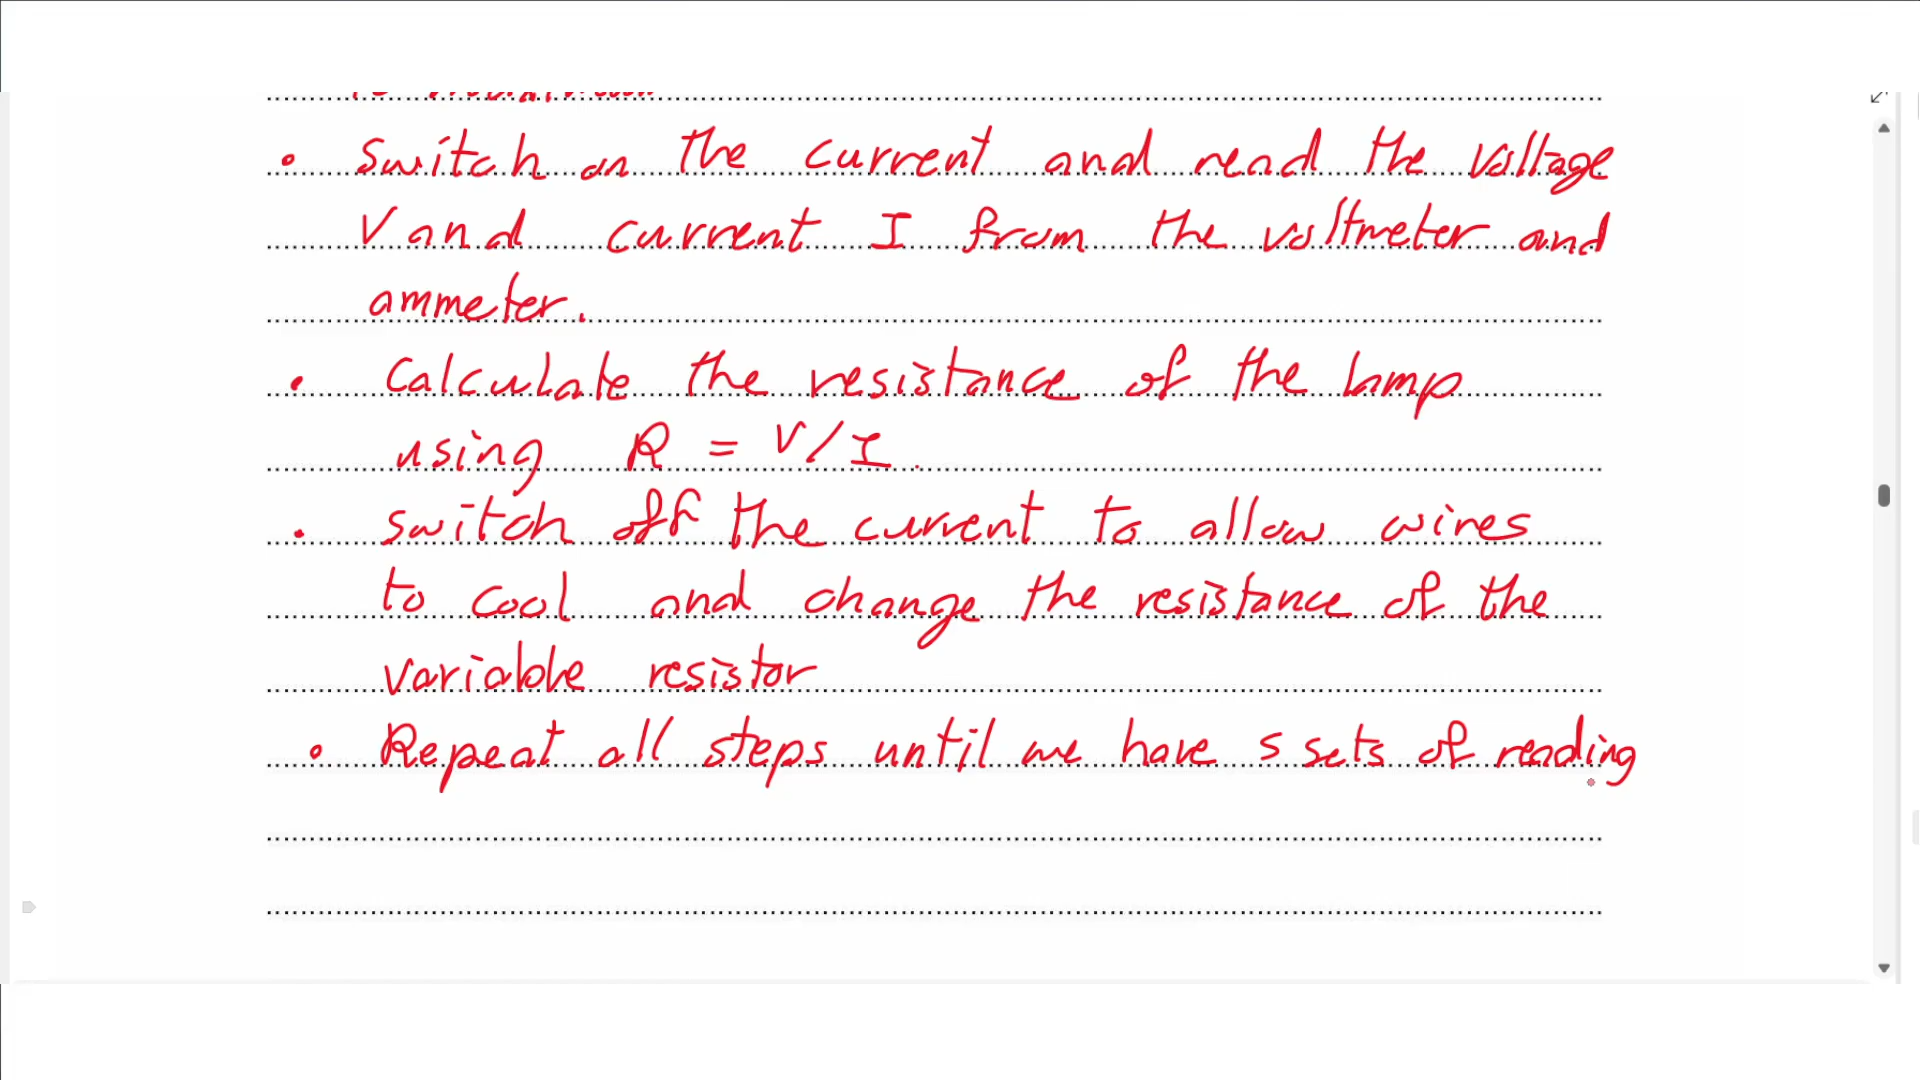 • switch on the current and read the voltage
V and current I from the voltmeter and
ammeter.
• Calculate the resistance of the lamp
using R = V/I.
• switch off the current to allow wires
to cool and change the resistance of the
variable resistor
• Repeat all steps until we have 5 sets of reading